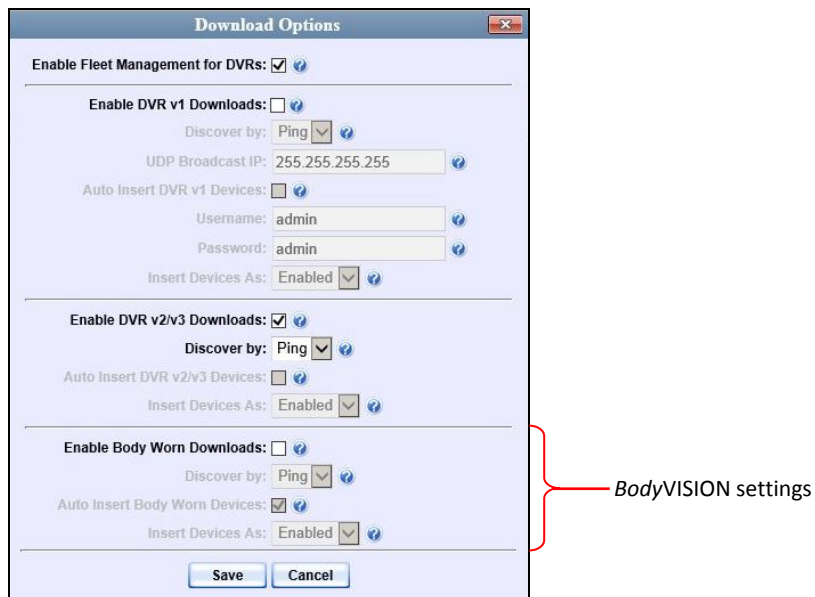 Download Options
Enable Fleet Management for DVRs:
Enable DVR v1 Downloads:
Discover by: Ping
UDP Broadcast IP: 255.255.255.255
Auto Insert DVR v1 Devices:
Username: admin
Password: admin
Insert Devices As: Enabled
Enable DVR v2/v3 Downloads:
Discover by: Ping
Auto Insert DVR v2/v3 Devices:
Insert Devices As: Enabled
Enable Body Worn Downloads:
Discover by: Ping
Auto Insert Body Worn Devices:
Insert Devices As: Enabled
BodyVISION settings
Save Cancel